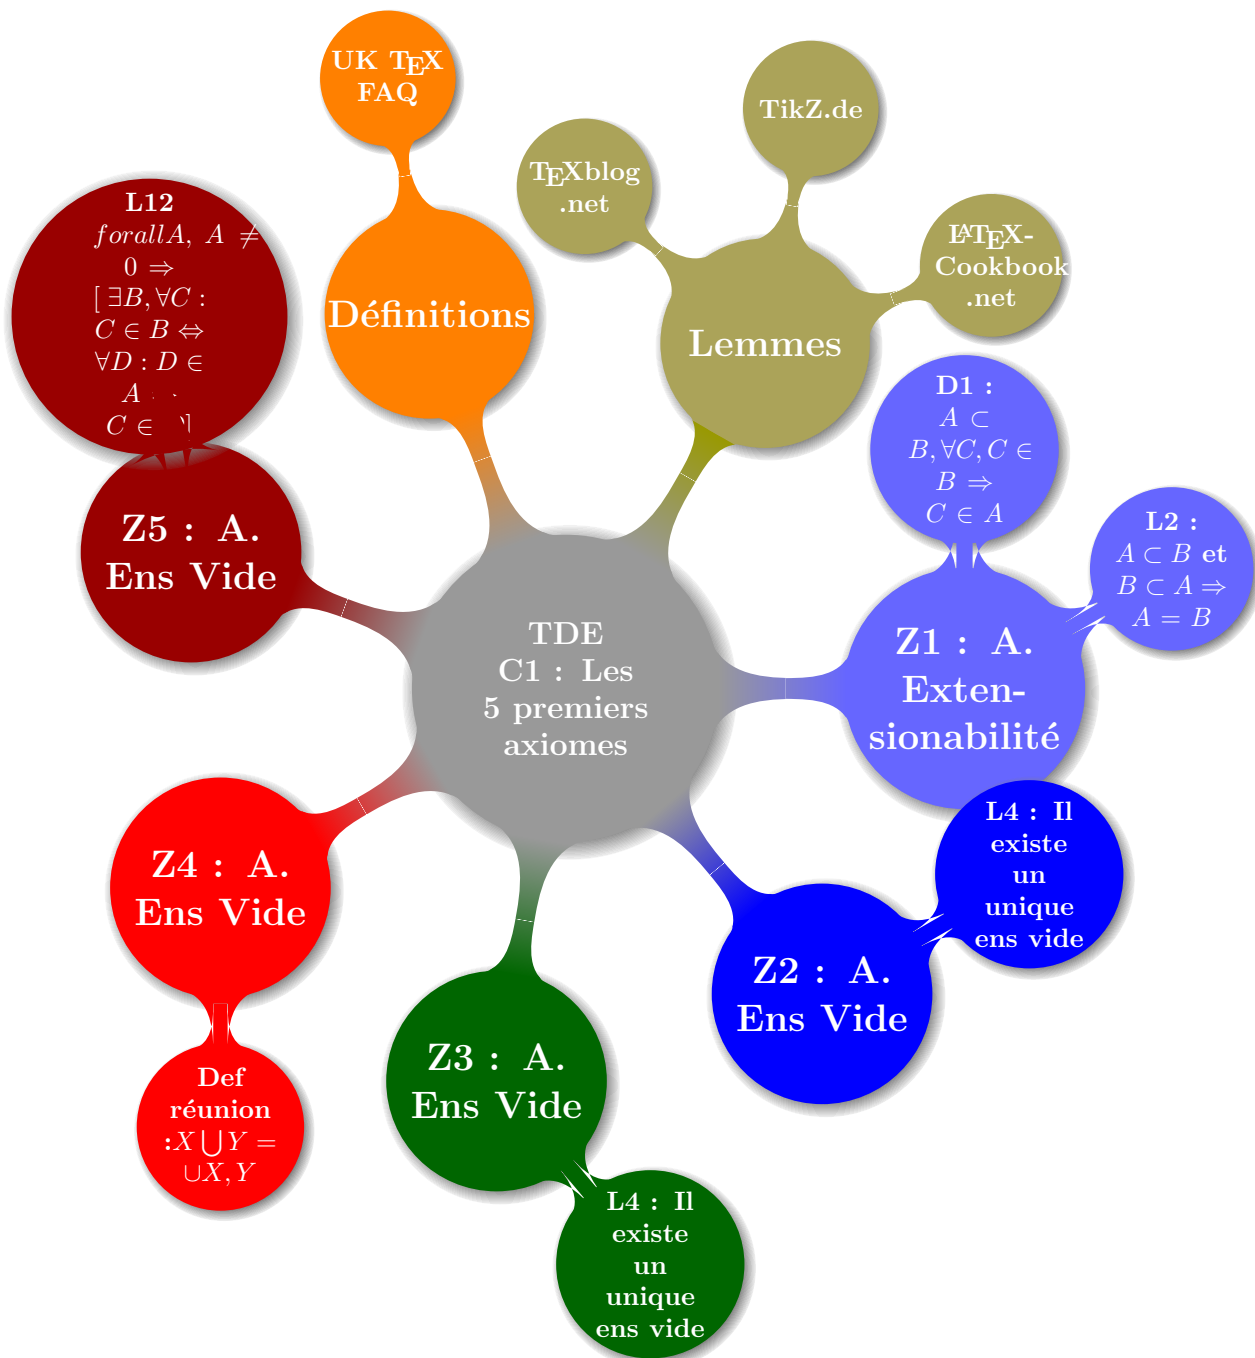 UK TEX
FAQ
TikZ.de
TEXblog
.net
LATEX-
Cookbook
.net
L12
forallA, A ≠
0 ⇒
[ ∃B, ∀C :
C ∈ B ⇔
∀D : D ∈
A
C ∈ ]
Définitions
Lemmes
D1 :
A ⊂
B, ∀C, C ∈
B ⇒
C ∈ A
L2 :
A ⊂ B et
B ⊂ A ⇒
A = B
Z5 : A.
Ens Vide
TDE
C1 : Les
5 premiers
axiomes
Z1 : A.
Exten-
sionabilité
L4 : Il
existe
un
unique
ens vide
Z4 : A.
Ens Vide
Z2 : A.
Ens Vide
Z3 : A.
Ens Vide
Def
réunion
:X ⋃ Y =
∪X, Y
L4 : Il
existe
un
unique
ens vide